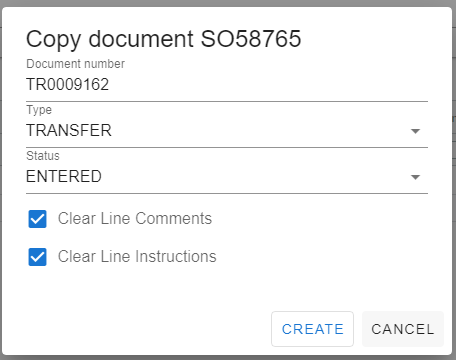 Copy document SO58765
Document number
TR0009162
Type
TRANSFER
Status
ENTERED
Clear Line Comments
Clear Line Instructions
CREATE CANCEL